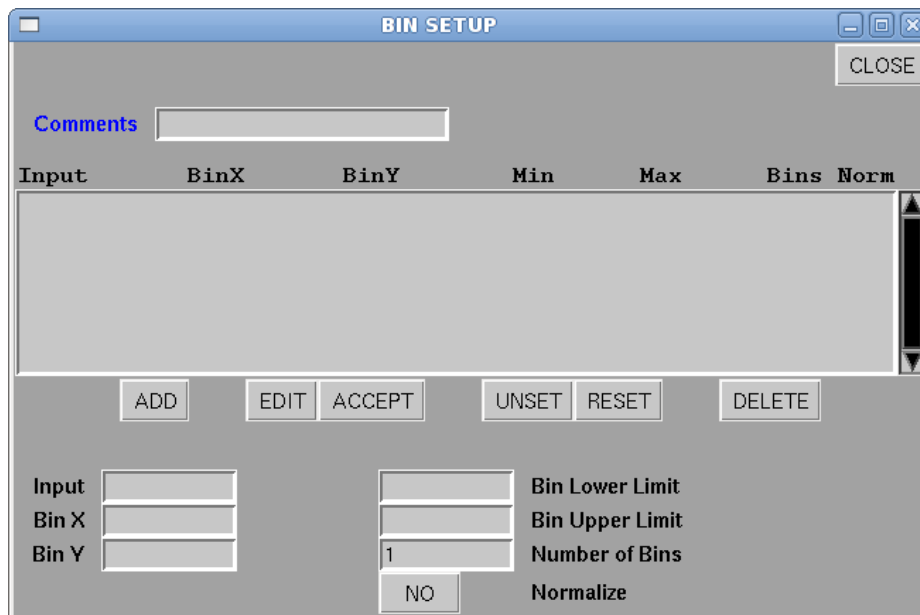 BIN SETUP
CLOSE
Comments
Input BinX BinY Min Max Bins Norm
ADD EDIT ACCEPT UNSET RESET DELETE
Input Bin Lower Limit
Bin X Bin Upper Limit
Bin Y 1 Number of Bins
NO Normalize